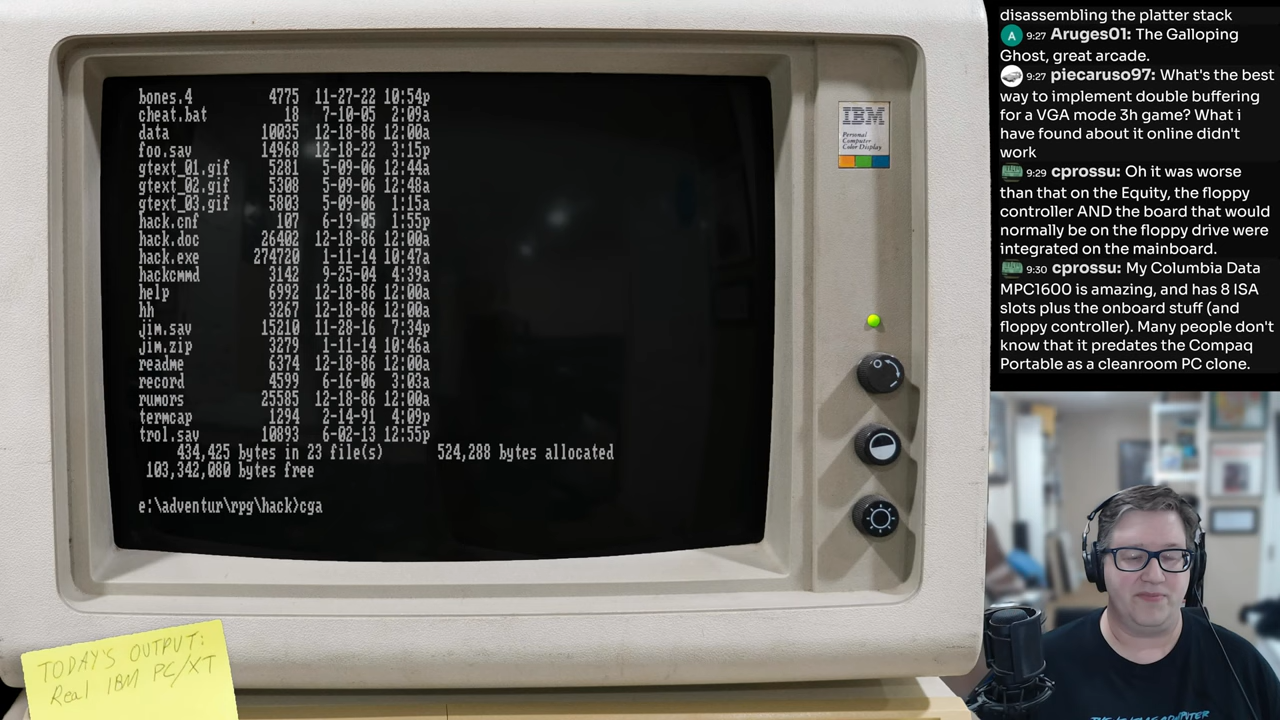 bones.4 4775 11-27-22 10:54p
cheat.bat 18 7-10-05 2:09a
data 10035 12-18-86 12:00a
foo.sav 14968 12-18-22 3:15p
gtext_01.gif 5281 5-09-06 12:44a
gtext_02.gif 5308 5-09-06 12:48a
gtext_03.gif 5803 5-09-06 1:15a
hack.cnf 107 6-19-05 1:55p
hack.doc 26402 12-18-86 12:00a
hack.exe 274720 1-11-14 10:47a
hackcmmd 3142 9-25-04 4:39a
help 6992 12-18-86 12:00a
hh 3267 12-18-86 12:00a
jim.sav 15210 11-28-16 7:34p
jim.zip 3279 1-11-14 10:46a
readme 6374 12-18-86 12:00a
record 4599 6-16-06 3:03a
rumors 25585 12-18-86 12:00a
termcap 1294 2-14-91 4:09p
trol.sav 10893 6-02-13 12:55p
434,425 bytes in 23 file(s) 524,288 bytes allocated
103,342,080 bytes free
e:\adventur\rpg\hack>cga
IBM
Personal
Computer
Color Display
TODAY'S OUTPUT:
Real IBM PC/XT
disassembling the platter stack
A 9:27 Aruges01: The Galloping
Ghost, great arcade.
9:27 piecaruso97: What's the best
way to implement double buffering
for a VGA mode 3h game? What i
have found about it online didn't
work
9:29 cprossu: Oh it was worse
than that on the Equity, the floppy
controller AND the board that would
normally be on the floppy drive were
integrated on the mainboard.
9:30 cprossu: My Columbia Data
MPC1600 is amazing, and has 8 ISA
slots plus the onboard stuff (and
floppy controller). Many people don't
know that it predates the Compaq
Portable as a cleanroom PC clone.